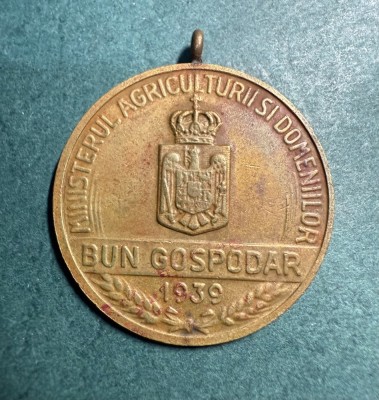 MINISTERUL AGRICULTURII SI DOMENIILOR
BUN GOSPODAR
1939